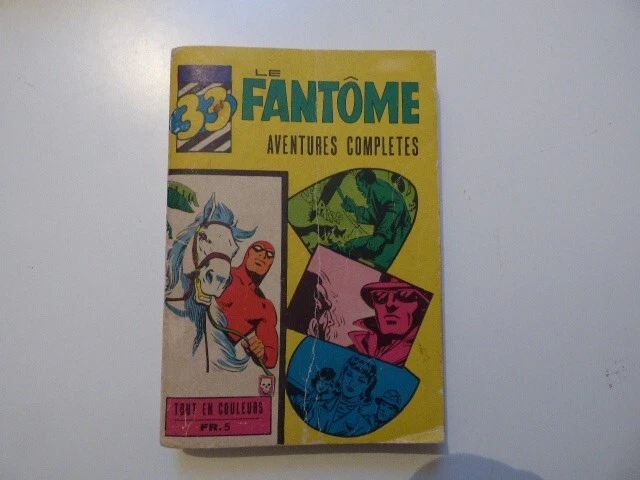 33
LE
FANTÔME
AVENTURES COMPLETES
TOUT EN COULEURS
FR. 5